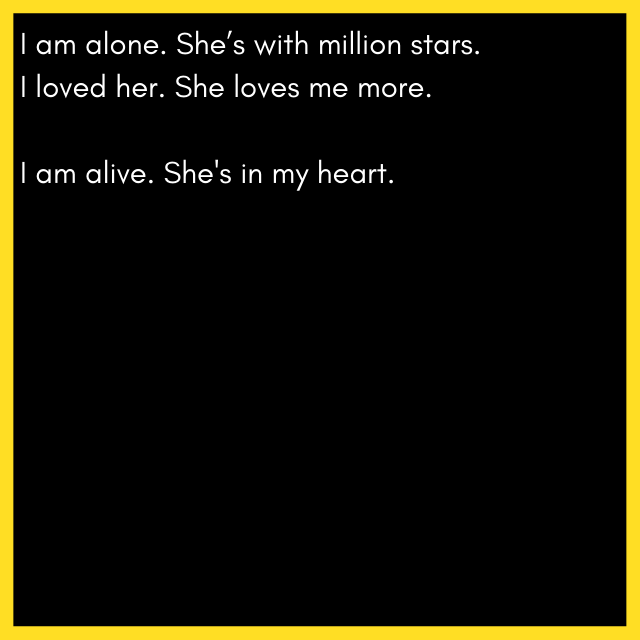 I am alone. She’s with million stars.
I loved her. She loves me more.
I am alive. She's in my heart.